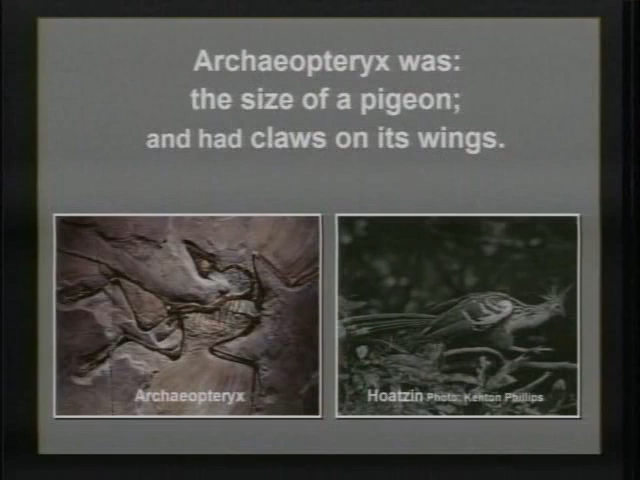 Archaeopteryx was:
the size of a pigeon;
and had claws on its wings.
Archaeopteryx
Hoatzin Photo: Kenton Phillips